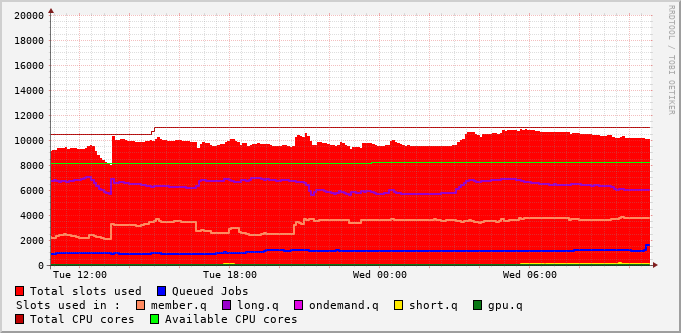 20000
18000
16000
14000
12000
10000
8000
6000
4000
2000
0
Tue 12:00 Tue 18:00 Wed 00:00 Wed 06:00
RRDTOOL / TOBI OETIKER
Total slots used Queued Jobs
Slots used in : member.q long.q ondemand.q short.q gpu.q
Total CPU cores Available CPU cores